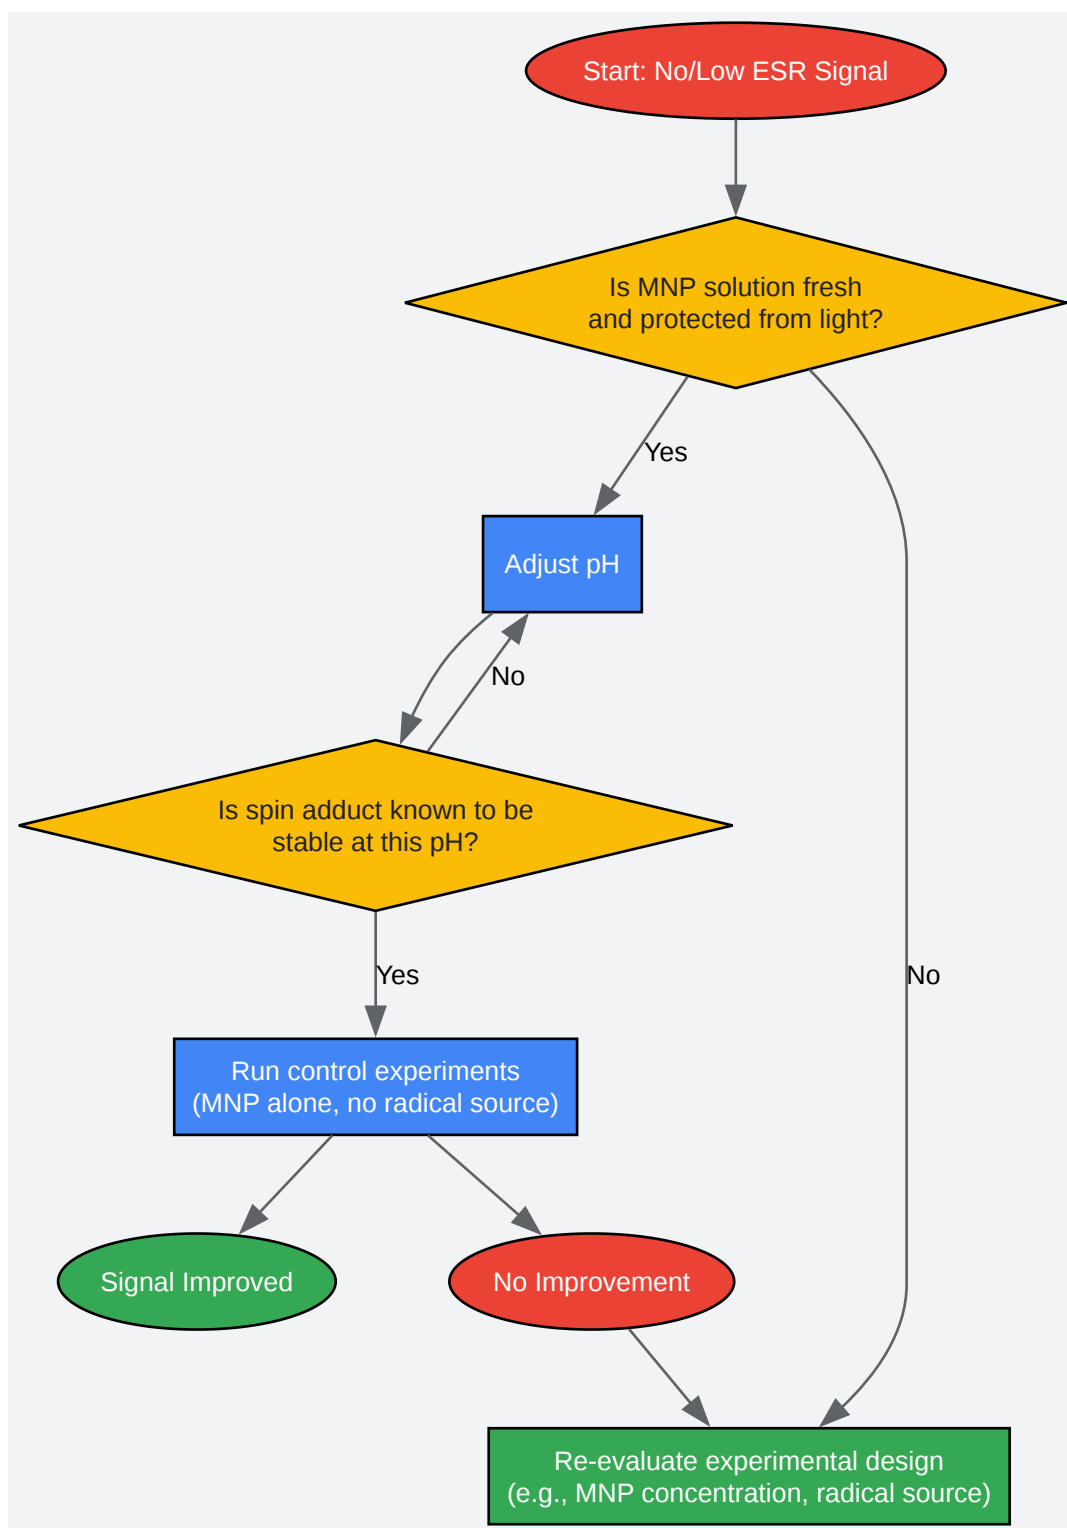 Start: No/Low ESR Signal
Is MNP solution fresh
and protected from light?
Yes
Adjust pH
No
Is spin adduct known to be
stable at this pH?
Yes
No
Run control experiments
(MNP alone, no radical source)
Signal Improved
No Improvement
Re-evaluate experimental design
(e.g., MNP concentration, radical source)